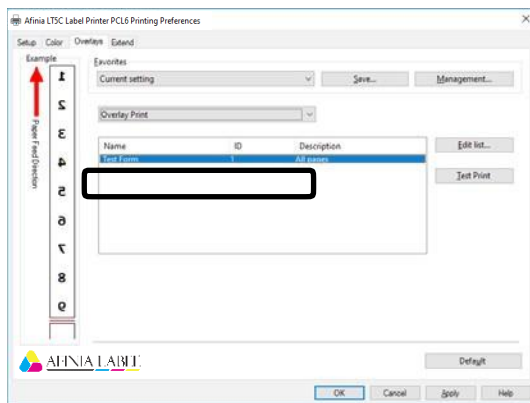 Afinia LT5C Label Printer PCL6 Printing Preferences
Setup Color Overlays Extend
Example
Paper Feed Direction
1
2
3
4
5
6
7
8
9
Favorites
Current setting
Save...
Management...
Overlay Print
Name ID Description
Test Form 1 All pages
Edit list...
Test Print
AFINIA LABEL
Default
OK Cancel Apply Help